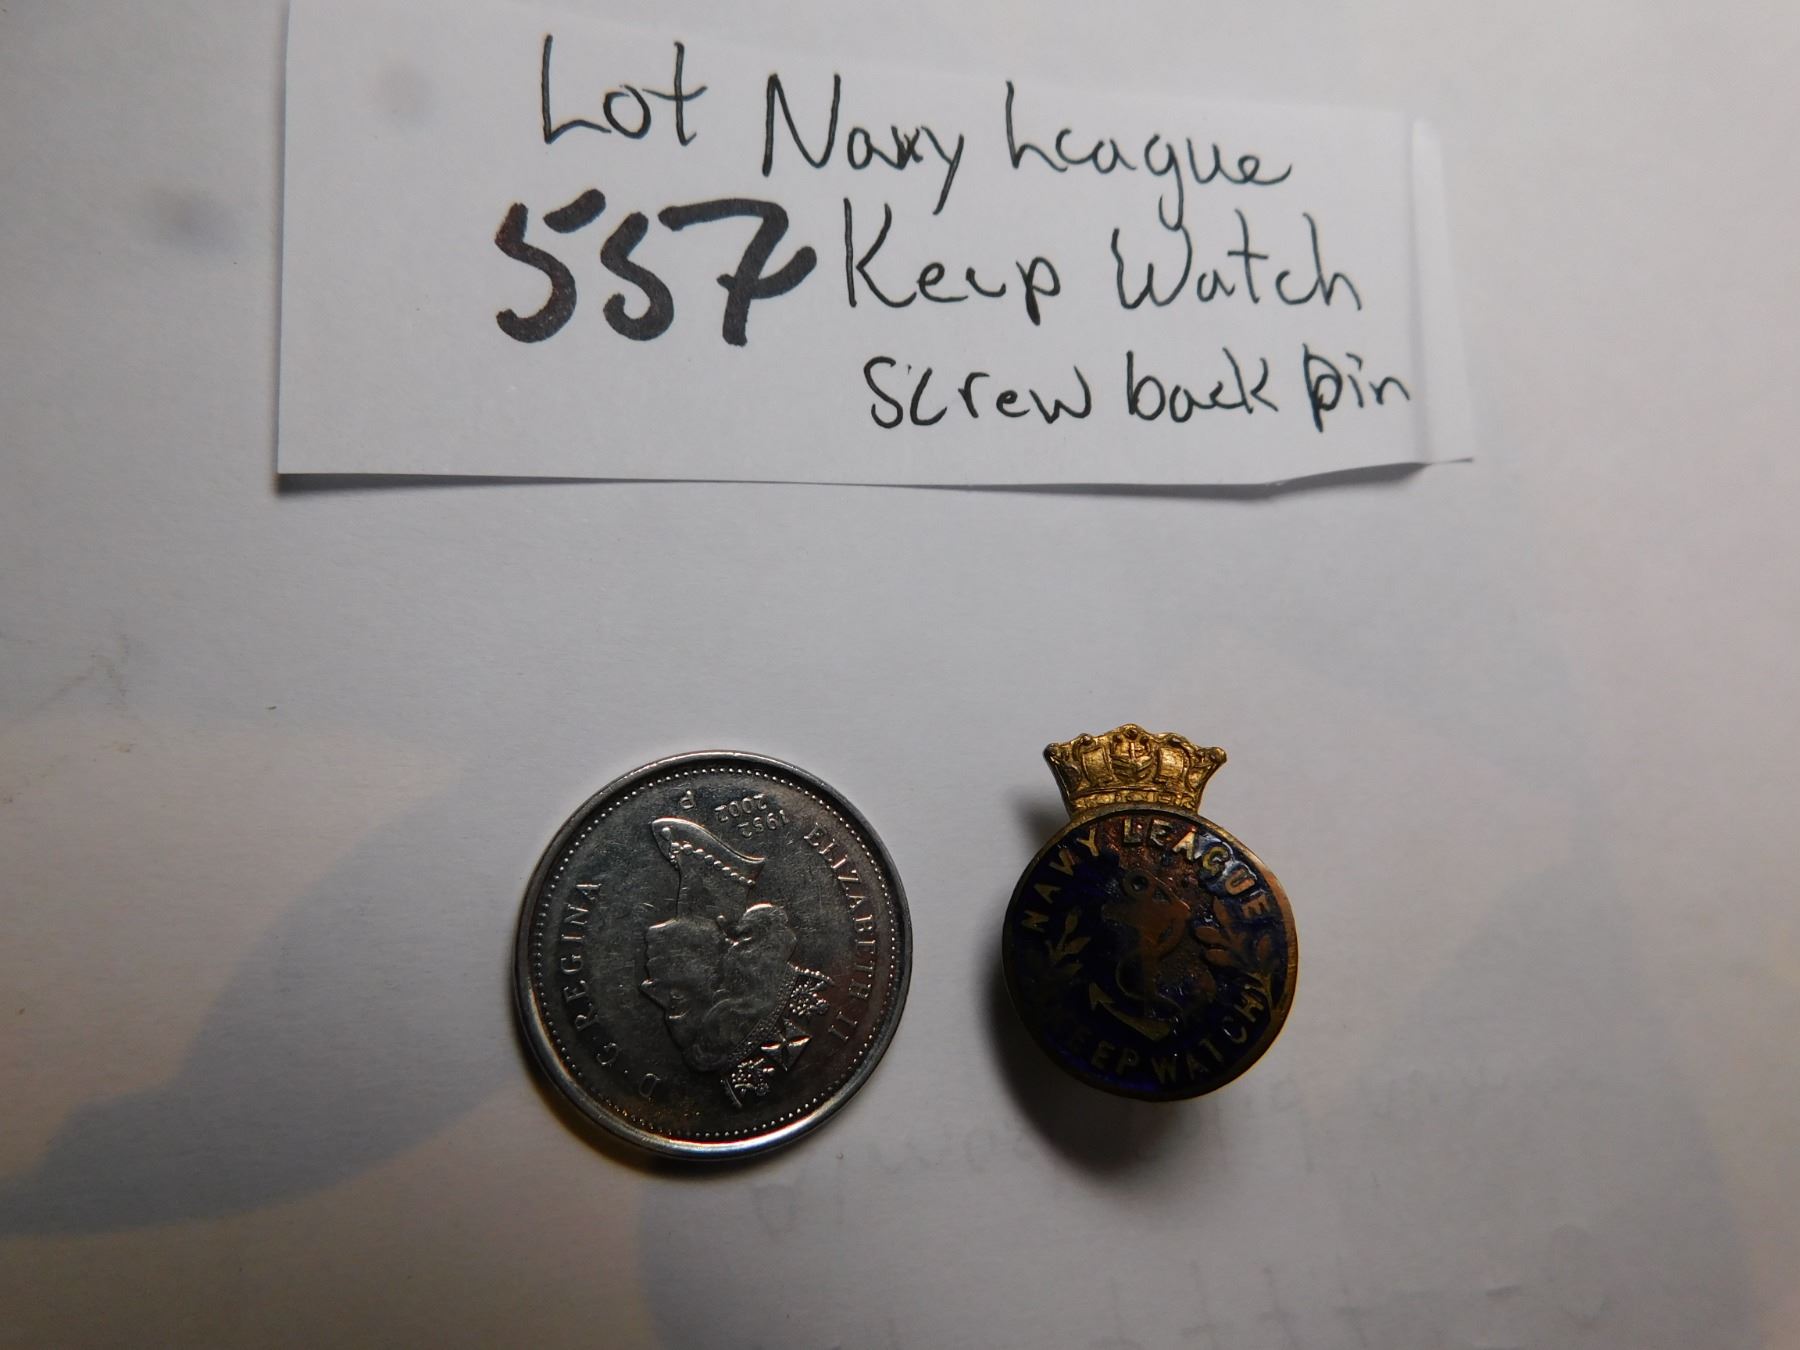 Lot Navy League
557 Keep Watch
Screw back pin
ELIZABETH II
D·G·REGINA
1952
2002
P
NAVY LEAGUE
KEEP WATCH